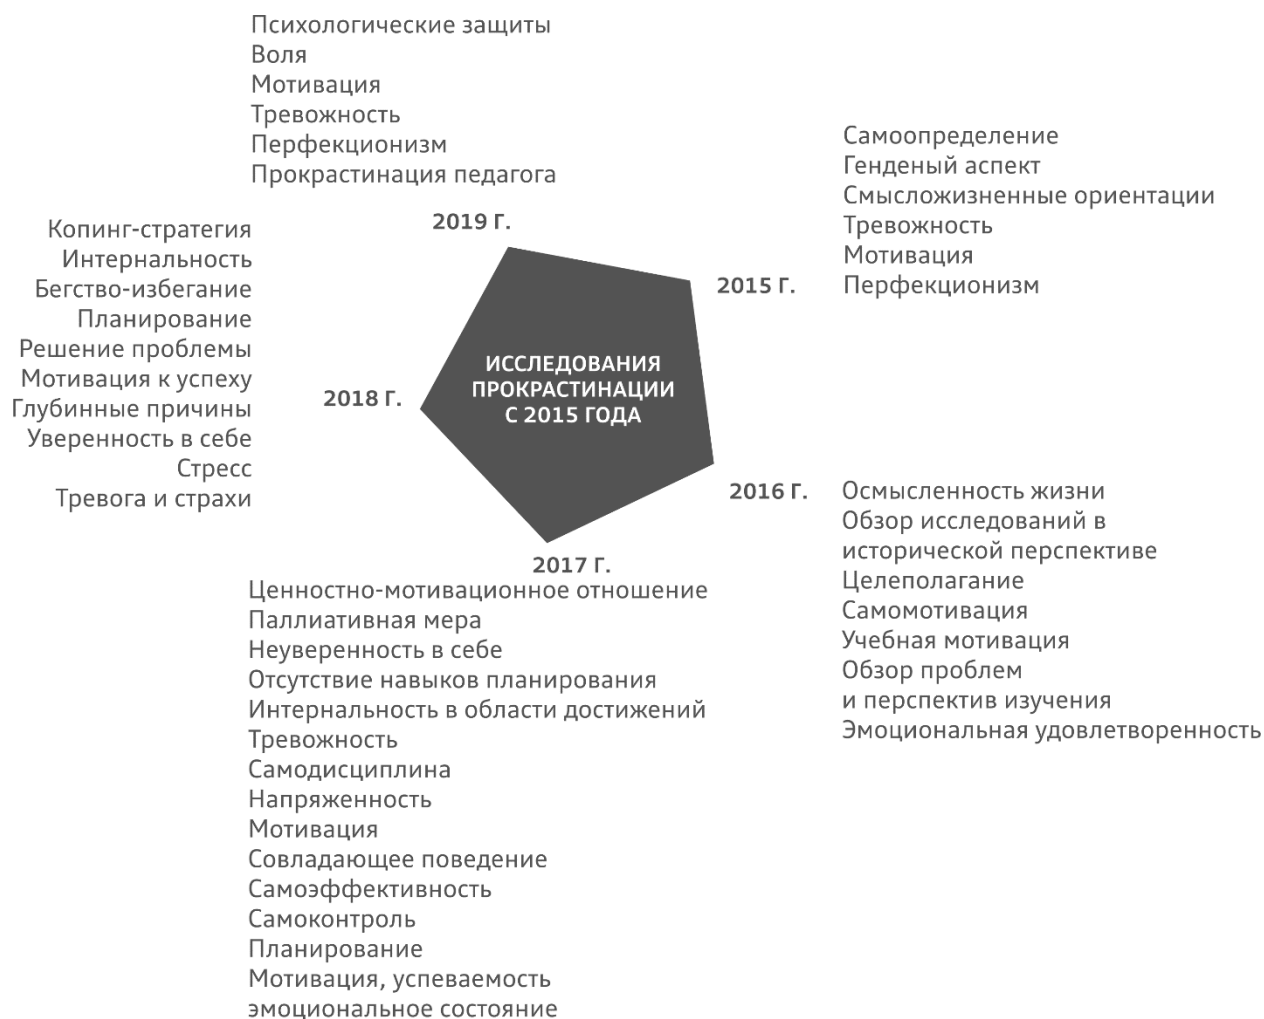 Психологические защиты
Воля
Мотивация
Тревожность
Перфекционизм
Прокрастинация педагога
2019 Г.
Самоопределение
Генденый аспект
Смысложизненные ориентации
Тревожность
Мотивация
Перфекционизм
2015 Г.
Копинг-стратегия
Интернальность
Бегство-избегание
Планирование
Решение проблемы
Мотивация к успеху
Глубинные причины
Уверенность в себе
Стресс
Тревога и страхи
2018 Г.
ИССЛЕДОВАНИЯ
ПРОКРАСТИНАЦИИ
С 2015 ГОДА
2016 Г.
Осмысленность жизни
Обзор исследований в
исторической перспективе
Целеполагание
Самомотивация
Учебная мотивация
Обзор проблем
и перспектив изучения
Эмоциональная удовлетворенность
2017 Г.
Ценностно-мотивационное отношение
Паллиативная мера
Неуверенность в себе
Отсутствие навыков планирования
Интернальность в области достижений
Тревожность
Самодисциплина
Напряженность
Мотивация
Совладающее поведение
Самоэффективность
Самоконтроль
Планирование
Мотивация, успеваемость
эмоциональное состояние